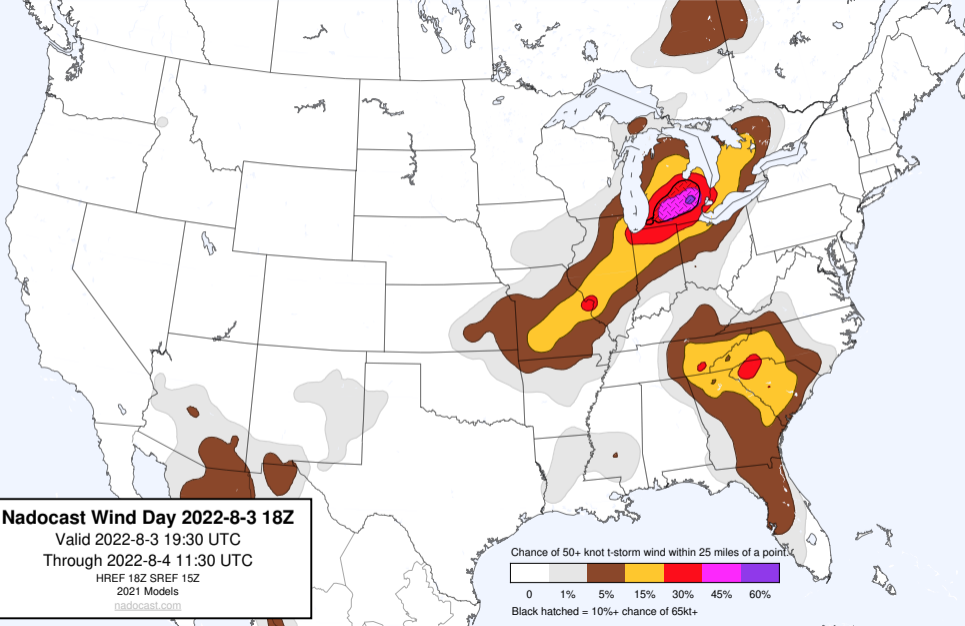 Nadocast Wind Day 2022-8-3 18Z
Valid 2022-8-3 19:30 UTC
Through 2022-8-4 11:30 UTC
HREF 18Z SREF 15Z
2021 Models
nadocast.com
Chance of 50+ knot t-storm wind within 25 miles of a point.
0 1% 5% 15% 30% 45% 60%
Black hatched = 10%+ chance of 65kt+